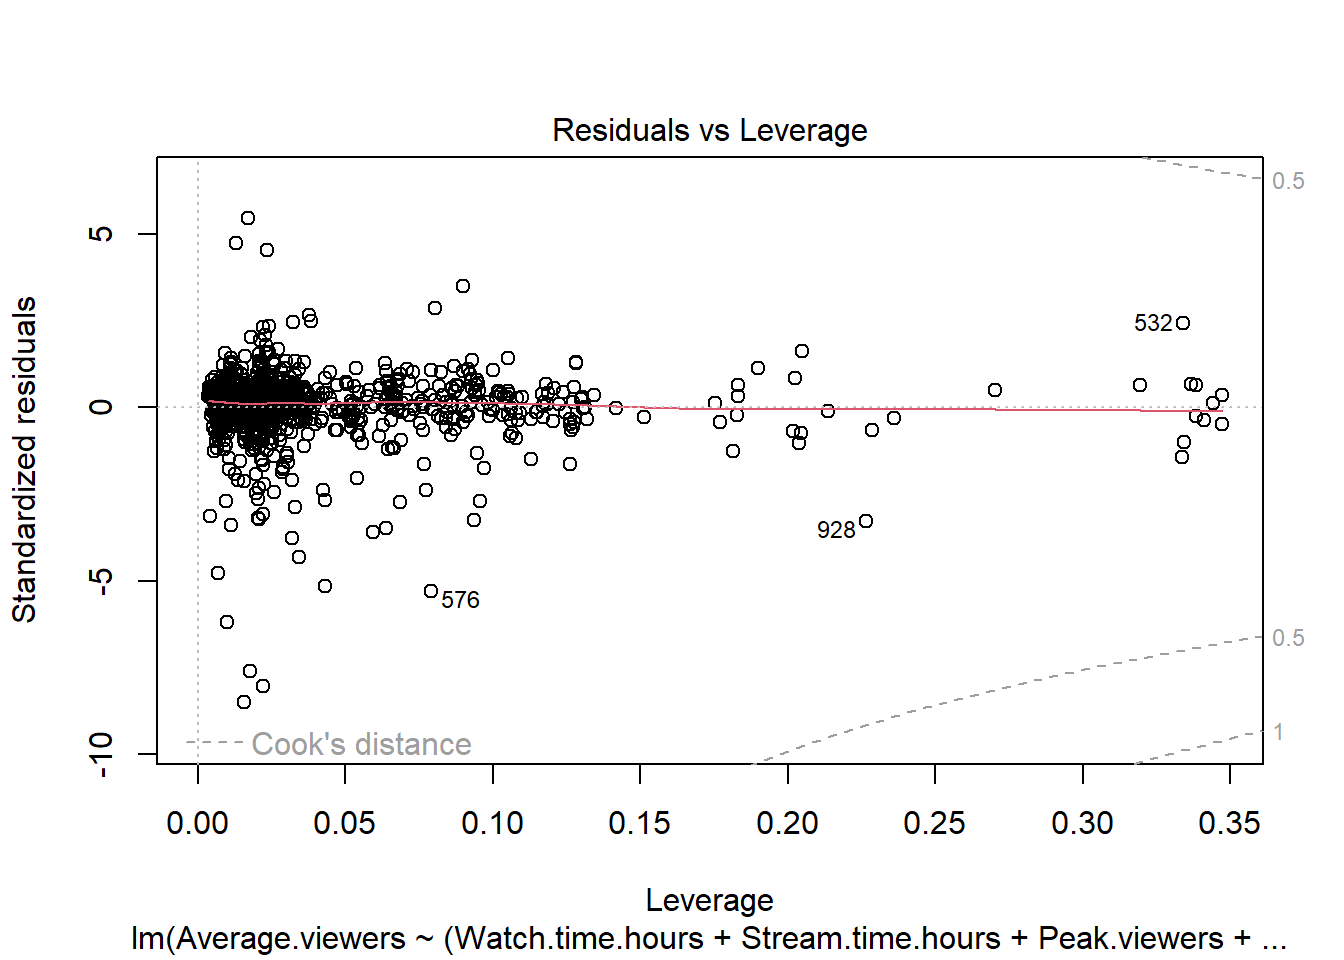 Residuals vs Leverage
Standardized residuals
5
0
-5
-10
0.5
532
928
576
0.5
1
Cook's distance
0.00 0.05 0.10 0.15 0.20 0.25 0.30 0.35
Leverage
lm(Average.viewers ~ (Watch.time.hours + Stream.time.hours + Peak.viewers + ...